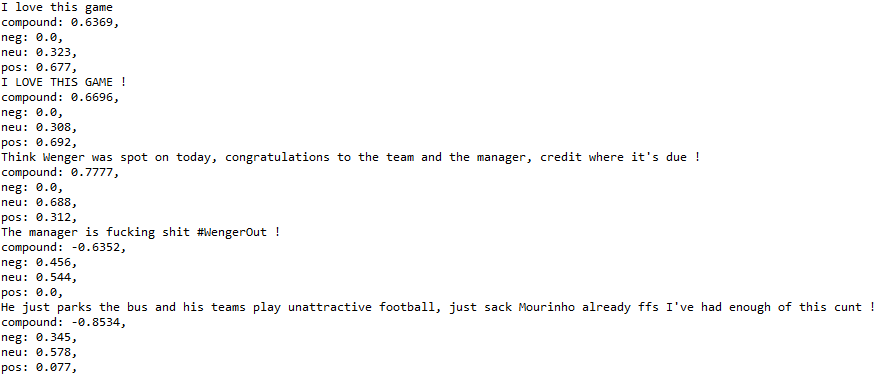 I love this game
compound: 0.6369,
neg: 0.0,
neu: 0.323,
pos: 0.677,
I LOVE THIS GAME !
compound: 0.6696,
neg: 0.0,
neu: 0.308,
pos: 0.692,
Think Wenger was spot on today, congratulations to the team and the manager, credit where it's due !
compound: 0.7777,
neg: 0.0,
neu: 0.688,
pos: 0.312,
The manager is fucking shit #WengerOut !
compound: -0.6352,
neg: 0.456,
neu: 0.544,
pos: 0.0,
He just parks the bus and his teams play unattractive football, just sack Mourinho already ffs I've had enough of this cunt !
compound: -0.8534,
neg: 0.345,
neu: 0.578,
pos: 0.077,